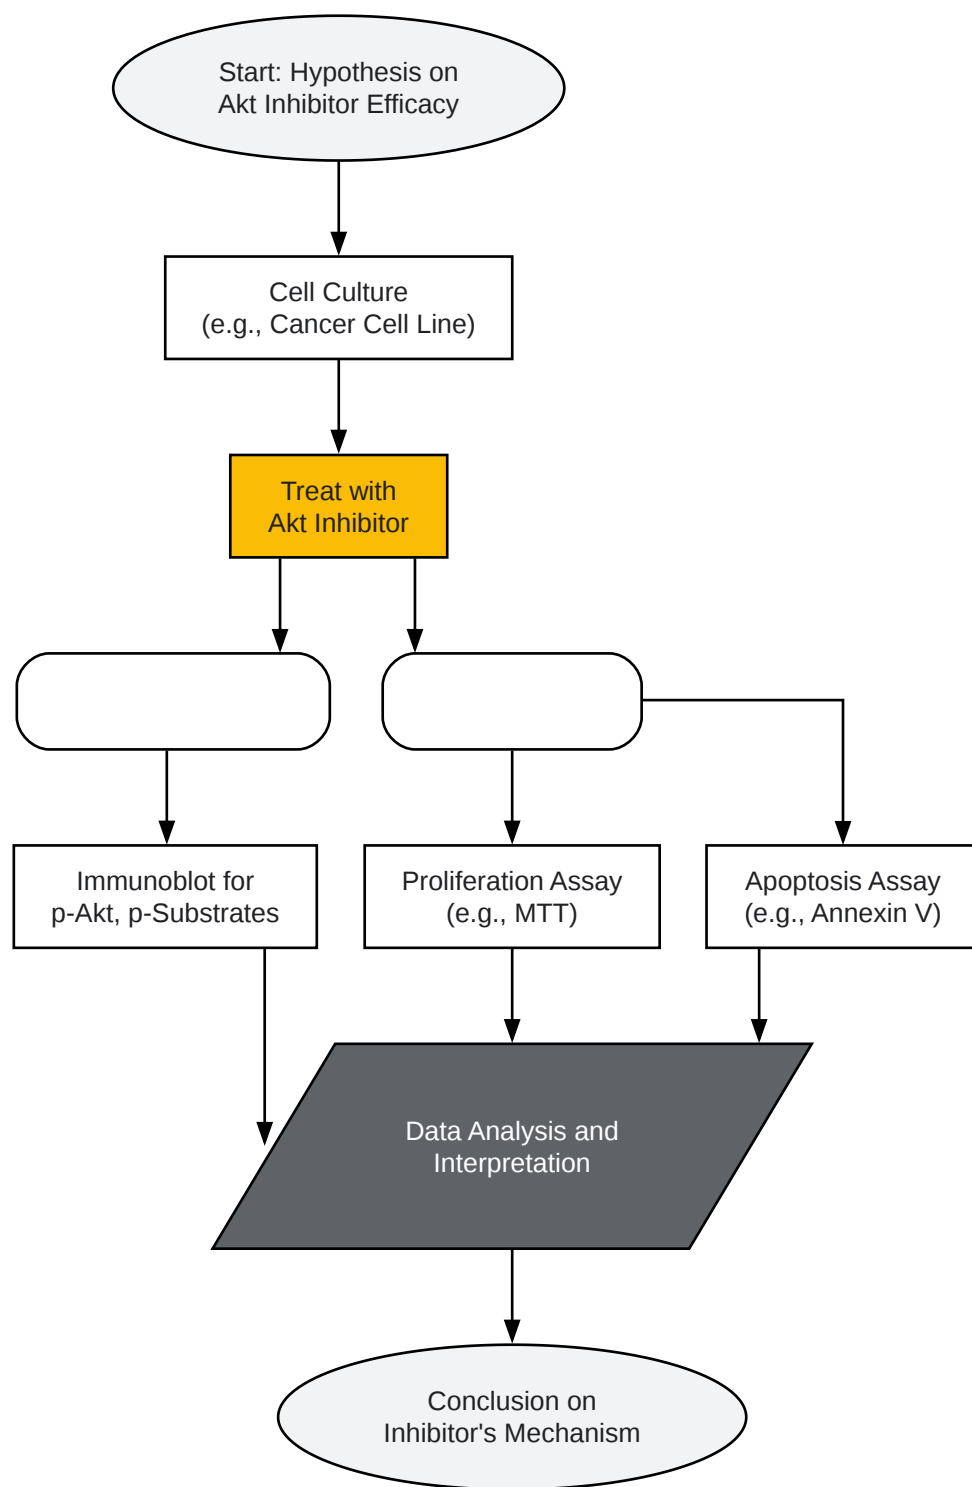 Start: Hypothesis on
Akt Inhibitor Efficacy
Cell Culture
(e.g., Cancer Cell Line)
Treat with
Akt Inhibitor
Immunoblot for
p-Akt, p-Substrates
Proliferation Assay
(e.g., MTT)
Apoptosis Assay
(e.g., Annexin V)
Data Analysis and
Interpretation
Conclusion on
Inhibitor's Mechanism